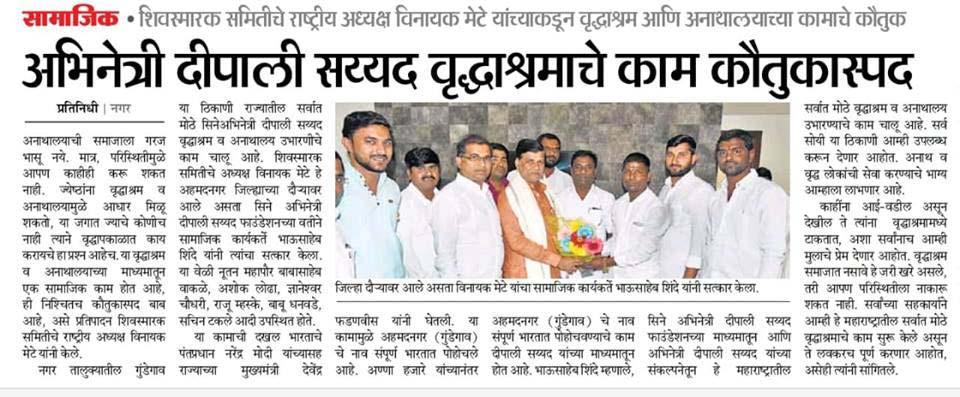 सामाजिक • शिवस्मारक समितीचे राष्ट्रीय अध्यक्ष विनायक मेटे यांच्याकडून वृद्धाश्रम आणि अनाथालयाच्या कामाचे कौतुक
अभिनेत्री दीपाली सय्यद वृद्धाश्रमाचे काम कौतुकास्पद
प्रतिनिधी | नगर
अनाथालयाची समाजाला गरज
भासू नये. मात्र, परिस्थितीमुळे
आपण काहीही करू शकत
नाही. ज्येष्ठांना वृद्धाश्रम व
अनाथालयामुळे आधार मिळू
शकतो, या जगात ज्याचे कोणीच
नाही त्याने वृद्धापकाळात काय
करायचे हा प्रश्न आहेच. या वृद्धाश्रम
व अनाथालयाच्या माध्यमातून
एक सामाजिक काम होत आहे,
ही निश्चितच कौतुकास्पद बाब
आहे, असे प्रतिपादन शिवस्मारक
समितीचे राष्ट्रीय अध्यक्ष विनायक
मेटे यांनी केले.
नगर तालुक्यातील गुंडेगाव
या ठिकाणी राज्यातील सर्वात
मोठे सिनेअभिनेत्री दीपाली सय्यद
वृद्धाश्रम व अनाथालय उभारणीचे
काम चालू आहे. शिवस्मारक
समितीचे अध्यक्ष विनायक मेटे हे
अहमदनगर जिल्ह्याच्या दौऱ्यावर
आले असता सिने अभिनेत्री
दीपाली सय्यद फाउंडेशनच्या वतीने
सामाजिक कार्यकर्ते भाऊसाहेब
शिंदे यांनी त्यांचा सत्कार केला.
या वेळी नूतन महापौर बाबासाहेब
वाकळे, अशोक लोढा, ज्ञानेश्वर
चौधरी, राजू म्हस्के, बाबू धनवडे,
सचिन टकले आदी उपस्थित होते.
या कामाची दखल भारताचे
पंतप्रधान नरेंद्र मोदी यांच्यासह
राज्याच्या मुख्यमंत्री देवेंद्र
जिल्हा दौऱ्यावर आले असता विनायक मेटे यांचा सामाजिक कार्यकर्ते भाऊसाहेब शिंदे यांनी सत्कार केला.
फडणवीस यांनी घेतली. या
कामामुळे अहमदनगर (गुंडेगाव)
चे नाव संपूर्ण भारतात पोहोचले
आहे. अण्णा हजारे यांच्यानंतर
अहमदनगर (गुंडेगाव) चे नाव
संपूर्ण भारतात पोहोचवण्याचे काम
दीपाली सय्यद यांच्या माध्यमातून
होत आहे. भाऊसाहेब शिंदे म्हणाले,
सिने अभिनेत्री दीपाली सय्यद
फाउंडेशनच्या माध्यमातून आणि
अभिनेत्री दीपाली सय्यद यांच्या
संकल्पनेतून हे महाराष्ट्रातील
सर्वात मोठे वृद्धाश्रम व अनाथालय
उभारण्याचे काम चालू आहे. सर्व
सोयी या ठिकाणी आम्ही उपलब्ध
करून देणार आहोत. अनाथ व
वृद्ध लोकांची सेवा करण्याचे भाग्य
आम्हाला लाभणार आहे.
काहींना आई-वडील असून
देखील ते त्यांना वृद्धाश्रमामध्ये
टाकतात, अशा सर्वांनाच आम्ही
मुलाचे प्रेम देणार आहोत. वृद्धाश्रम
समाजात नसावे हे जरी खरे असले,
तरी आपण परिस्थितीला नाकारू
शकत नाही. सर्वांच्या सहकार्याने
आम्ही हे महाराष्ट्रातील सर्वात मोठे
वृद्धाश्रमाचे काम सुरू केले असून
ते लवकरच पूर्ण करणार आहोत,
असेही त्यांनी सांगितले.